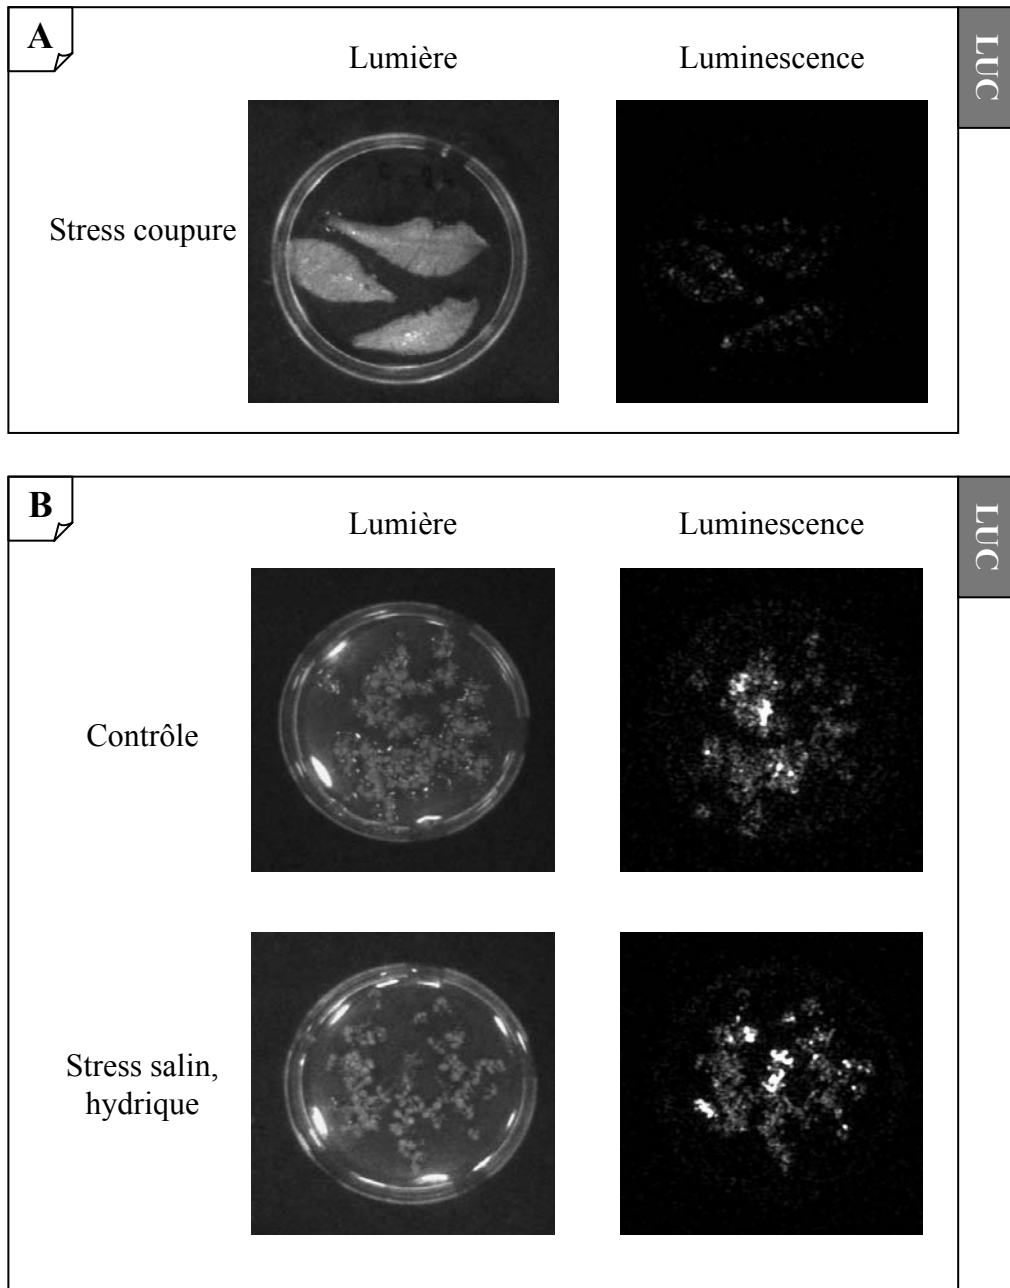 A
Lumière
Luminescence
LUC
Stress coupure
B
Lumière
Luminescence
LUC
Contrôle
Stress salin,
hydrique